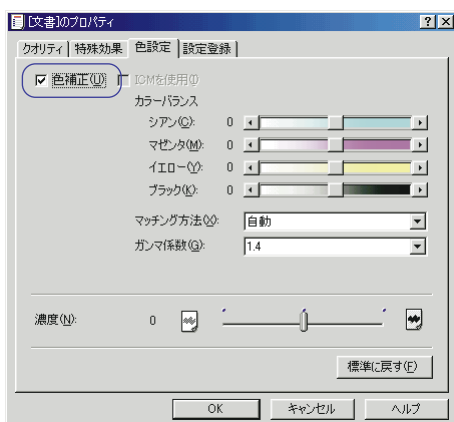 [文書]のプロパティ
クオリティ 特殊効果 色設定 設定登録
色補正(U) ICMを使用(I)
カラーバランス
シアン(C): 0
マゼンタ(M): 0
イエロー(Y): 0
ブラック(K): 0
マッチング方法(X): 自動
ガンマ係数(G): 1.4
濃度(N): 0
標準に戻す(F)
OK キャンセル ヘルプ